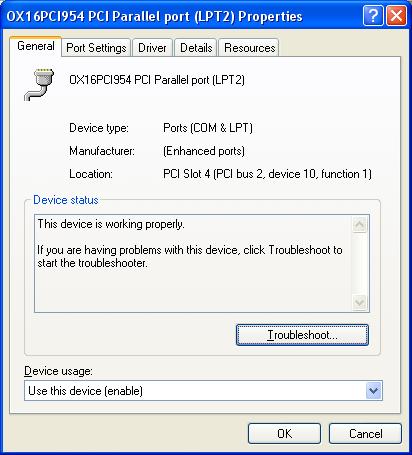 OX16PCI954 PCI Parallel port (LPT2) Properties
General Port Settings Driver Details Resources
OX16PCI954 PCI Parallel port (LPT2)
Device type: Ports (COM & LPT)
Manufacturer: (Enhanced ports)
Location: PCI Slot 4 (PCI bus 2, device 10, function 1)
Device status
This device is working properly.
If you are having problems with this device, click Troubleshoot to
start the troubleshooter.
Troubleshoot...
Device usage:
Use this device (enable)
OK Cancel